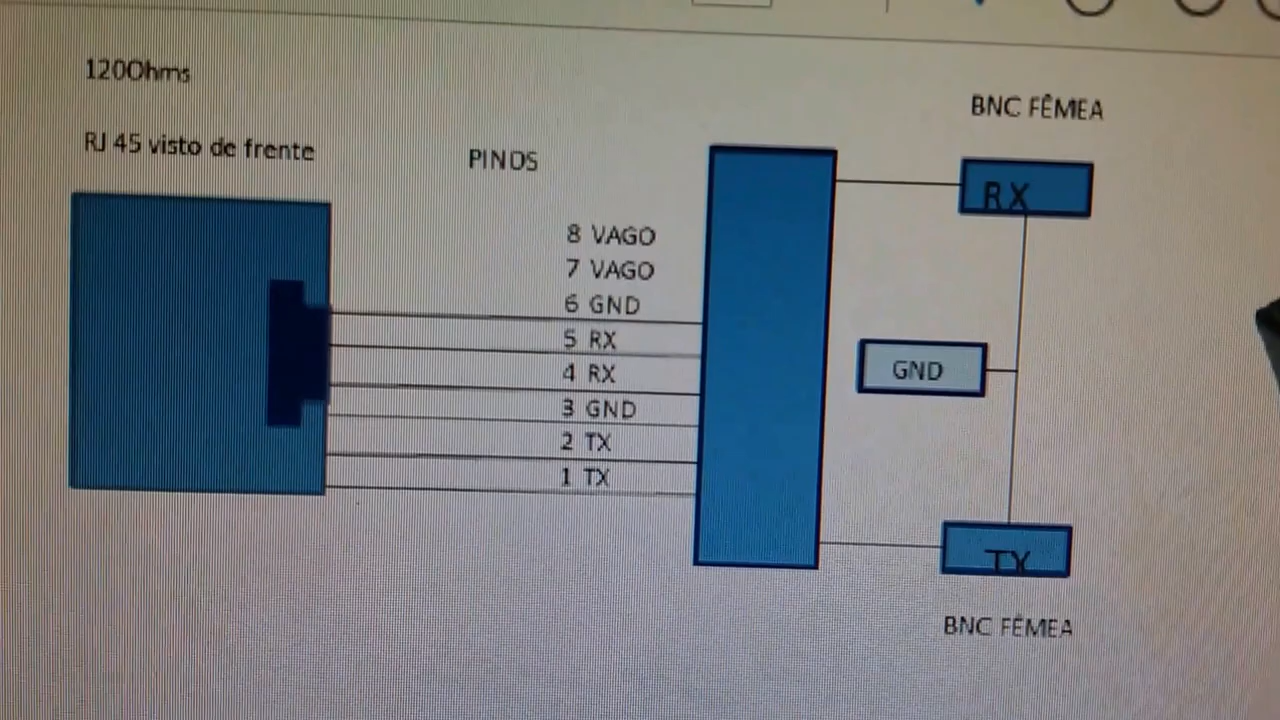 120Ohms
BNC FÊMEA
RJ 45 visto de frente
PINOS
RX
8 VAGO
7 VAGO
6 GND
5 RX
4 RX
GND
3 GND
2 TX
1 TX
TX
BNC FÊMEA